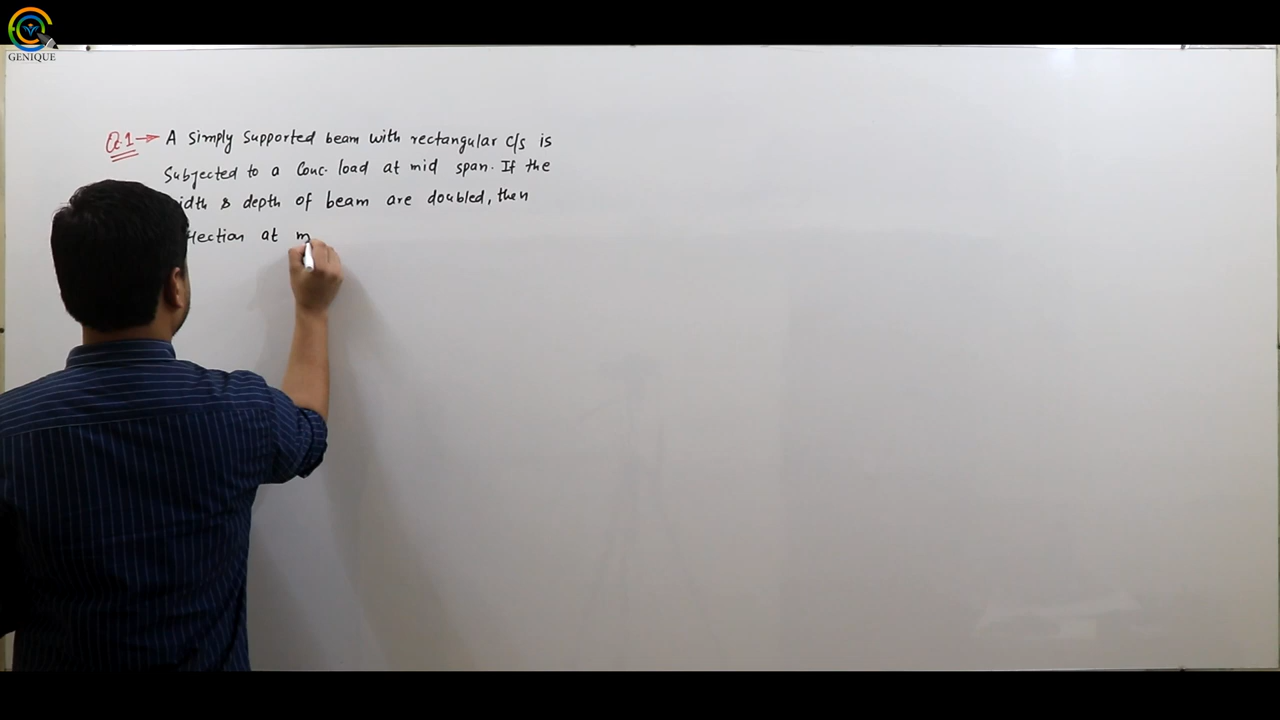 GENIQUE
Q.1 → A simply supported beam with rectangular c/s is
Subjected to a Conc. load at mid span. If the
width & depth of beam are doubled, then
flection at m